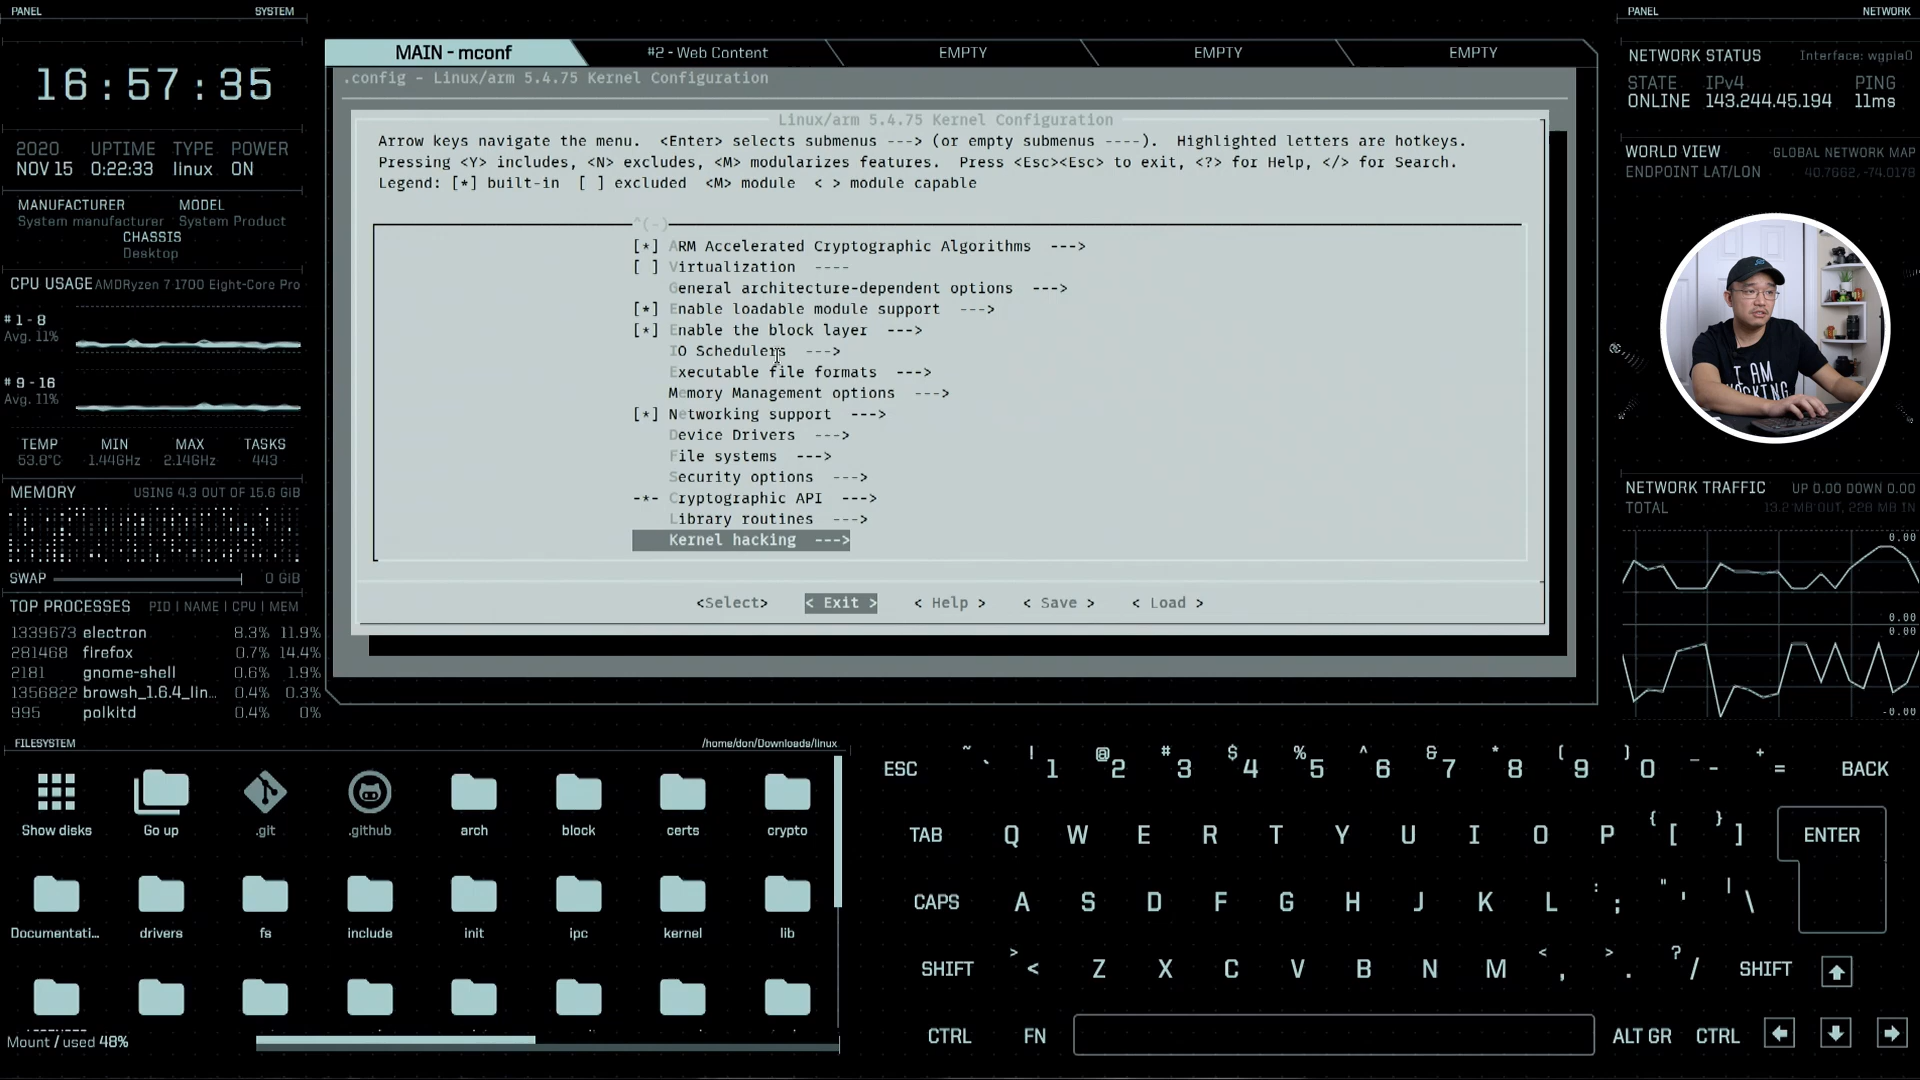 PANEL SYSTEM
16:57:35
2020 UPTIME TYPE POWER
NOV 15 0:22:33 linux ON
MANUFACTURER MODEL
System manufacturer System Product
CHASSIS
Desktop
CPU USAGE AMDRyzen 7 1700 Eight-Core Pro
# 1 - 8
Avg. 11%
# 9 - 16
Avg. 11%
TEMP MIN MAX TASKS
53.8°C 1.44GHz 2.14GHz 443
MEMORY USING 4.3 OUT OF 15.6 GiB
SWAP 0 GiB
TOP PROCESSES PID | NAME | CPU | MEM
1339673 electron 8.3% 11.9%
281468 firefox 0.7% 14.4%
2181 gnome-shell 0.6% 1.9%
1356822 browsh_1.6.4_lin... 0.4% 0.3%
995 polkitd 0.4% 0%
MAIN - mconf #2 - Web Content EMPTY EMPTY EMPTY
.config - Linux/arm 5.4.75 Kernel Configuration
Linux/arm 5.4.75 Kernel Configuration
Arrow keys navigate the menu. <Enter> selects submenus ---> (or empty submenus ----). Highlighted letters are hotkeys.
Pressing <Y> includes, <N> excludes, <M> modularizes features. Press <Esc><Esc> to exit, <?> for Help, </> for Search.
Legend: [*] built-in [ ] excluded <M> module < > module capable
^(-)
[*] ARM Accelerated Cryptographic Algorithms --->
[ ] Virtualization ----
General architecture-dependent options --->
[*] Enable loadable module support --->
[*] Enable the block layer --->
IO Schedulers --->
Executable file formats --->
Memory Management options --->
[*] Networking support --->
Device Drivers --->
File systems --->
Security options --->
-*- Cryptographic API --->
Library routines --->
Kernel hacking --->
<Select> < Exit > < Help > < Save > < Load >
PANEL NETWORK
NETWORK STATUS Interface: wgpia0
STATE IPv4 PING
ONLINE 143.244.45.194 11ms
WORLD VIEW GLOBAL NETWORK MAP
ENDPOINT LAT/LON 40.7662, -74.0178
I AM
HACKING
NETWORK TRAFFIC UP 0.00 DOWN 0.00
TOTAL 13.2 MB OUT, 228 MB IN
0.00
0.00
0.00
-0.00
FILESYSTEM /home/don/Downloads/linux
Show disks Go up .git .github arch block certs crypto
Documentati... drivers fs include init ipc kernel lib
Mount / used 48%
ESC ~ ` ! 1 @ 2 # 3 $ 4 % 5 ^ 6 & 7 * 8 ( 9 ) 0 _ - + = BACK
TAB Q W E R T Y U I O P { [ } ] ENTER
CAPS A S D F G H J K L : ; " ' | \
SHIFT > < Z X C V B N M < , > . ? / SHIFT
CTRL FN ALT GR CTRL